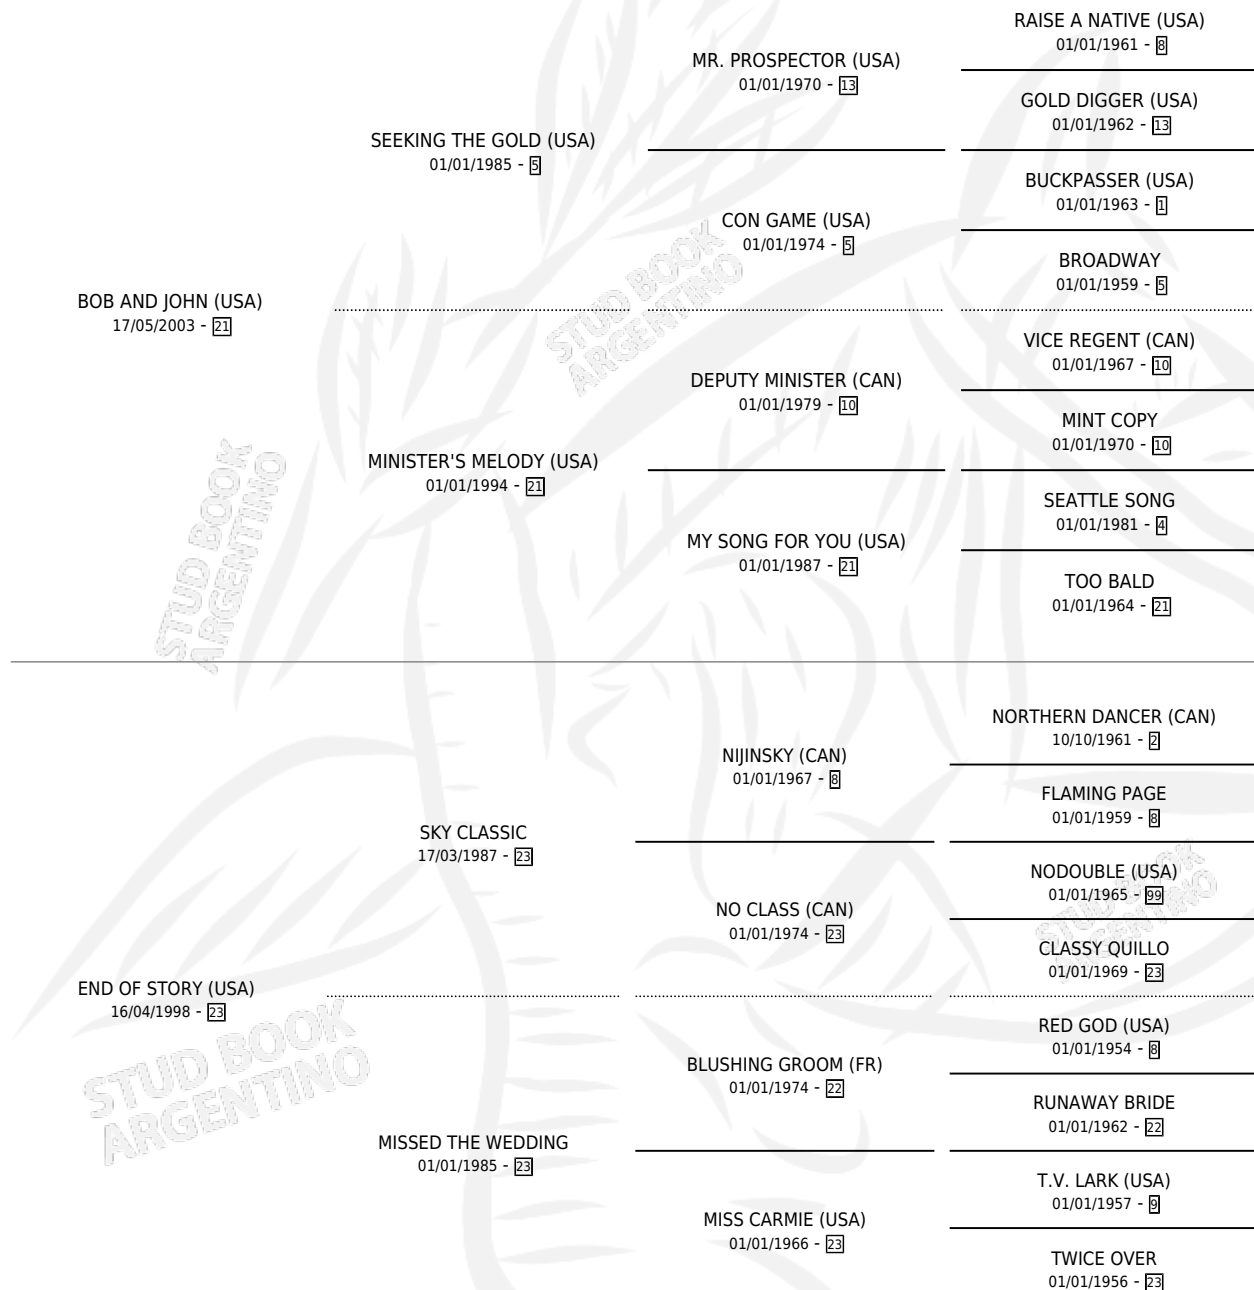 RAISE A NATIVE (USA)
01/01/1961 - 8
MR. PROSPECTOR (USA)
01/01/1970 - 13
GOLD DIGGER (USA)
01/01/1962 - 13
SEEKING THE GOLD (USA)
01/01/1985 - 5
BUCKPASSER (USA)
01/01/1963 - 1
CON GAME (USA)
01/01/1974 - 5
BROADWAY
01/01/1959 - 5
BOB AND JOHN (USA)
17/05/2003 - 21
VICE REGENT (CAN)
01/01/1967 - 10
DEPUTY MINISTER (CAN)
01/01/1979 - 10
MINT COPY
01/01/1970 - 10
MINISTER'S MELODY (USA)
01/01/1994 - 21
SEATTLE SONG
01/01/1981 - 4
MY SONG FOR YOU (USA)
01/01/1987 - 21
TOO BALD
01/01/1964 - 21
NORTHERN DANCER (CAN)
10/10/1961 - 2
NIJINSKY (CAN)
01/01/1967 - 8
FLAMING PAGE
01/01/1959 - 8
SKY CLASSIC
17/03/1987 - 23
NODOUBLE (USA)
01/01/1965 - 99
NO CLASS (CAN)
01/01/1974 - 23
CLASSY QUILLO
01/01/1969 - 23
END OF STORY (USA)
16/04/1998 - 23
RED GOD (USA)
01/01/1954 - 8
BLUSHING GROOM (FR)
01/01/1974 - 22
RUNAWAY BRIDE
01/01/1962 - 22
MISSED THE WEDDING
01/01/1985 - 23
T.V. LARK (USA)
01/01/1957 - 9
MISS CARMIE (USA)
01/01/1966 - 23
TWICE OVER
01/01/1956 - 23
STUD BOOK
ARGENTINO
STUD BOOK
ARGENTINO
STUD BOOK
ARGENTINO
STUD BOOK
ARGENTINO